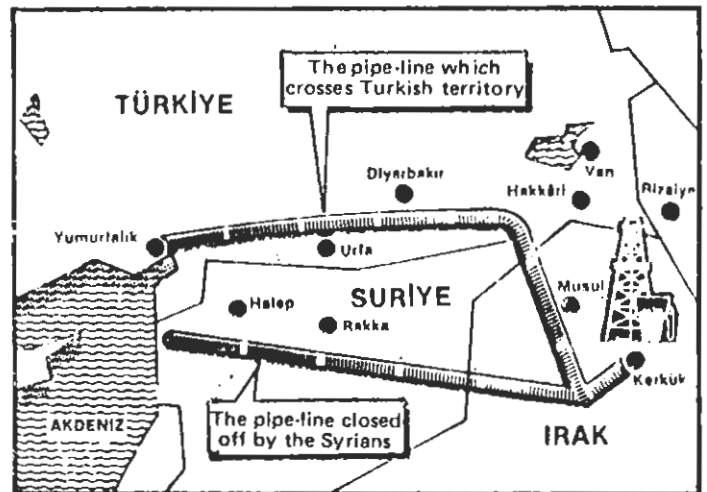 The pipe-line which
crosses Turkish territory
TÜRKİYE
Van
Diyarbakır
Hakkâri
Rizaiye
Yumurtalık
Urfa
Musul
SURİYE
Halep
Rakka
Kerkük
The pipe-line closed
off by the Syrians
AKDENİZ
IRAK